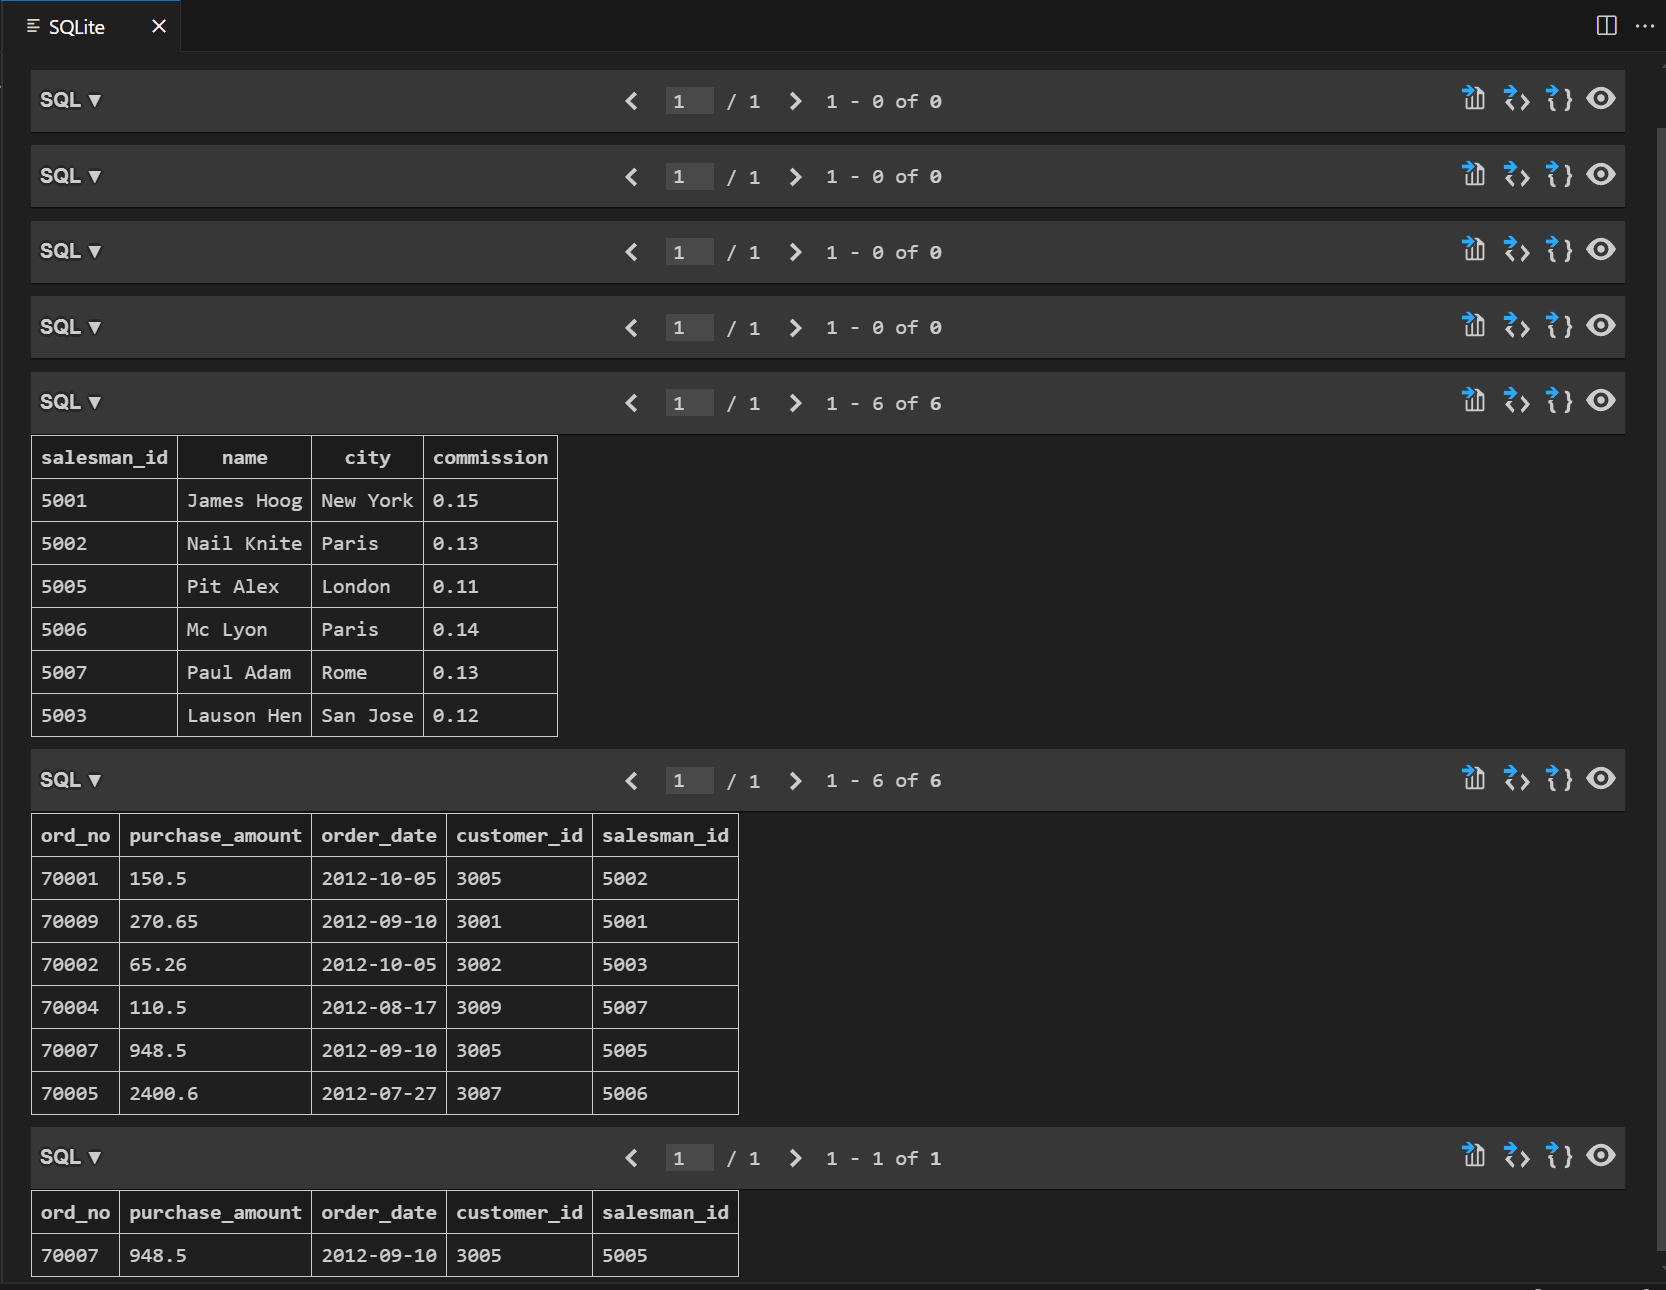 SQLite
SQL ▼ 1 / 1 1 - 0 of 0
SQL ▼ 1 / 1 1 - 0 of 0
SQL ▼ 1 / 1 1 - 0 of 0
SQL ▼ 1 / 1 1 - 0 of 0
SQL ▼ 1 / 1 1 - 6 of 6
salesman_id name city commission
5001 James Hoog New York 0.15
5002 Nail Knite Paris 0.13
5005 Pit Alex London 0.11
5006 Mc Lyon Paris 0.14
5007 Paul Adam Rome 0.13
5003 Lauson Hen San Jose 0.12
SQL ▼ 1 / 1 1 - 6 of 6
ord_no purchase_amount order_date customer_id salesman_id
70001 150.5 2012-10-05 3005 5002
70009 270.65 2012-09-10 3001 5001
70002 65.26 2012-10-05 3002 5003
70004 110.5 2012-08-17 3009 5007
70007 948.5 2012-09-10 3005 5005
70005 2400.6 2012-07-27 3007 5006
SQL ▼ 1 / 1 1 - 1 of 1
ord_no purchase_amount order_date customer_id salesman_id
70007 948.5 2012-09-10 3005 5005